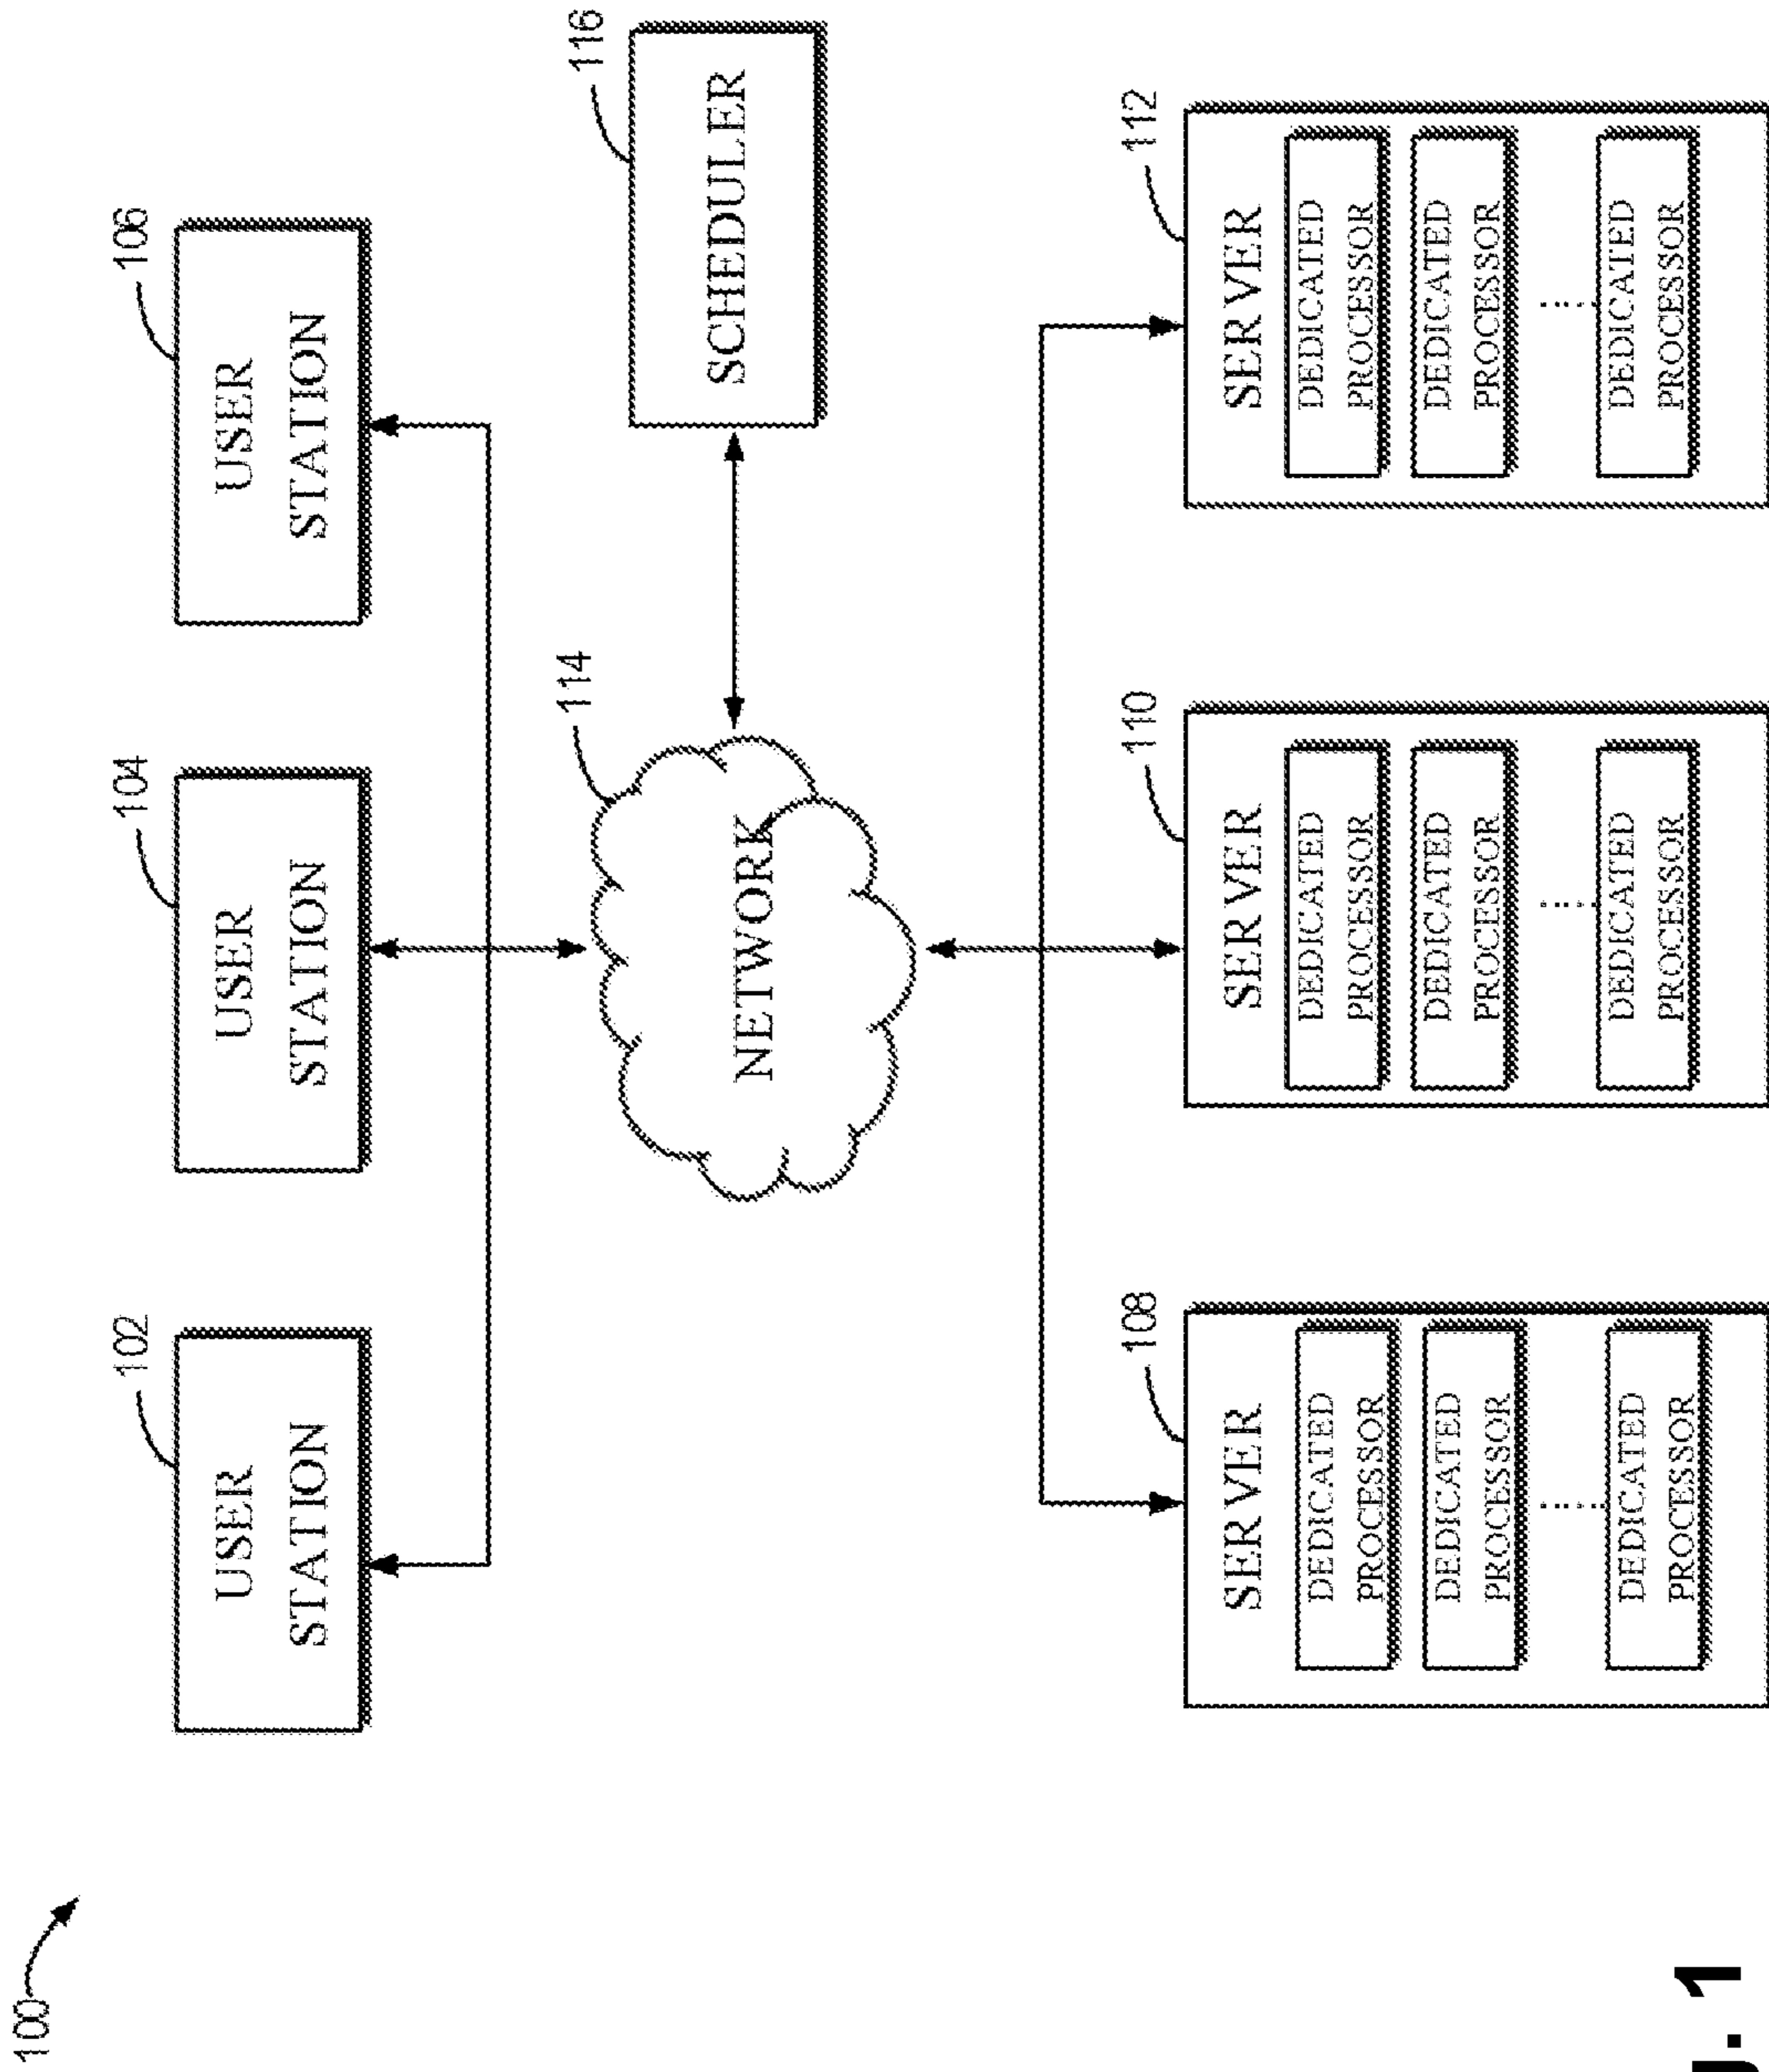 100
102
104
106
USER
STATION
USER
STATION
USER
STATION
114
116
NETWORK
SCHEDULER
108
110
112
SERVER
DEDICATED
PROCESSOR
DEDICATED
PROCESSOR
DEDICATED
PROCESSOR
SERVER
DEDICATED
PROCESSOR
DEDICATED
PROCESSOR
DEDICATED
PROCESSOR
SERVER
DEDICATED
PROCESSOR
DEDICATED
PROCESSOR
DEDICATED
PROCESSOR
g. 1